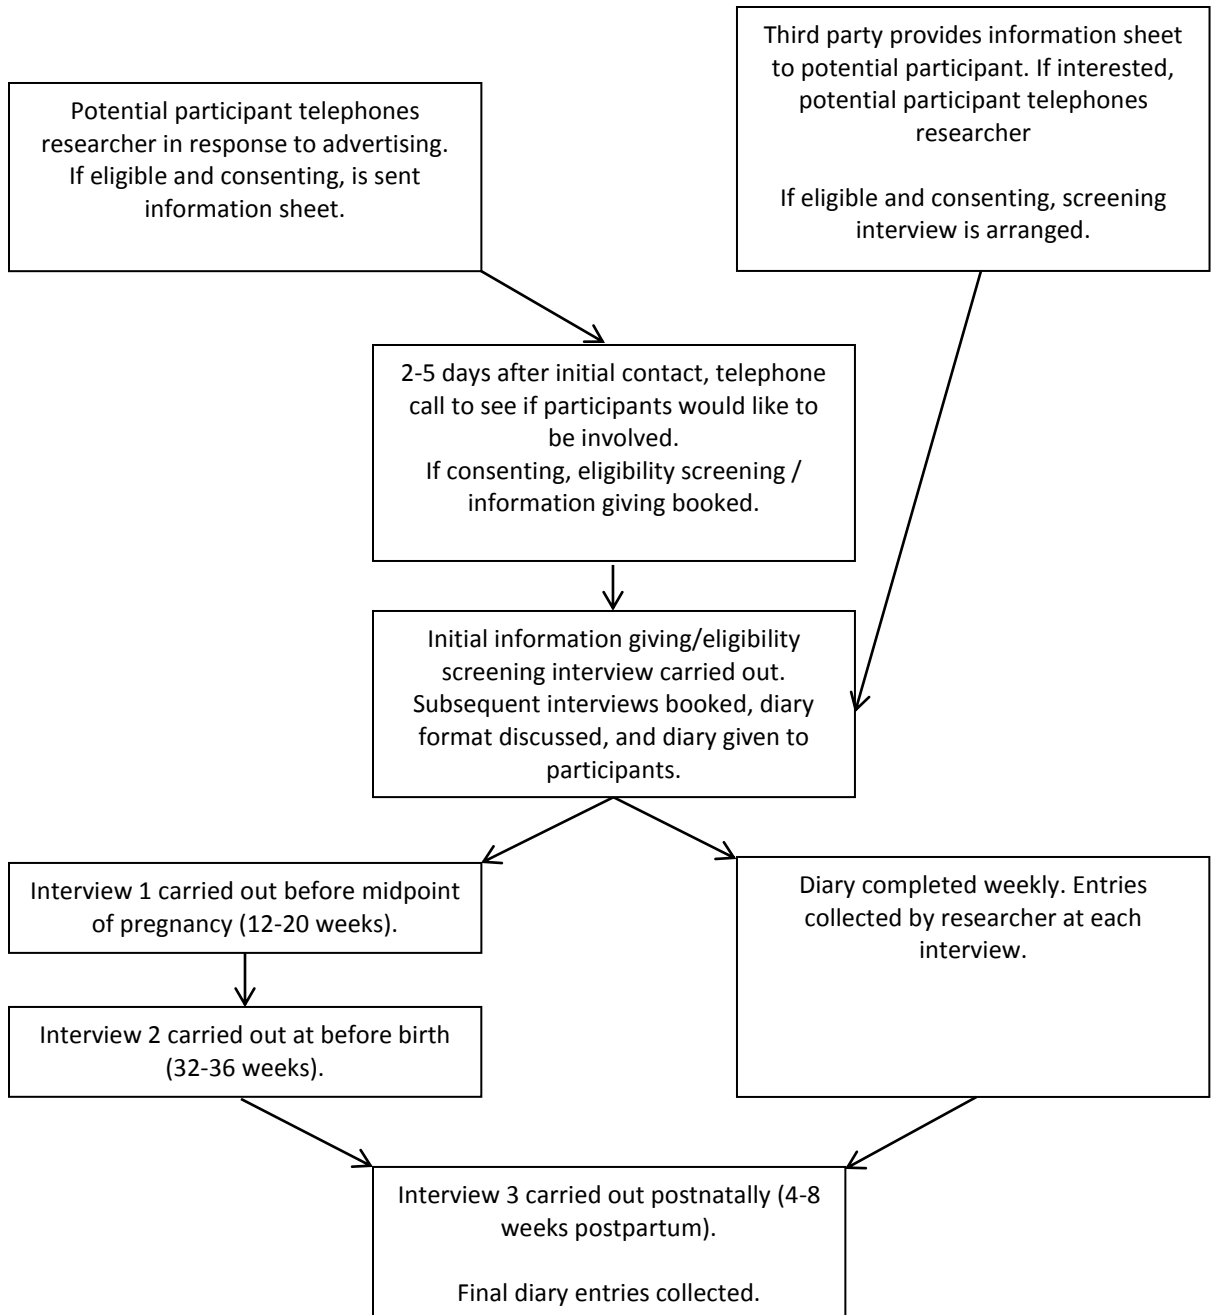 Third party provides information sheet
to potential participant. If interested,
potential participant telephones
researcher
If eligible and consenting, screening
interview is arranged.
Potential participant telephones
researcher in response to advertising.
If eligible and consenting, is sent
information sheet.
2-5 days after initial contact, telephone
call to see if participants would like to
be involved.
If consenting, eligibility screening /
information giving booked.
Initial information giving/eligibility
screening interview carried out.
Subsequent interviews booked, diary
format discussed, and diary given to
participants.
Interview 1 carried out before midpoint
of pregnancy (12-20 weeks).
Diary completed weekly. Entries
collected by researcher at each
interview.
Interview 2 carried out at before birth
(32-36 weeks).
Interview 3 carried out postnatally (4-8
weeks postpartum).
Final diary entries collected.